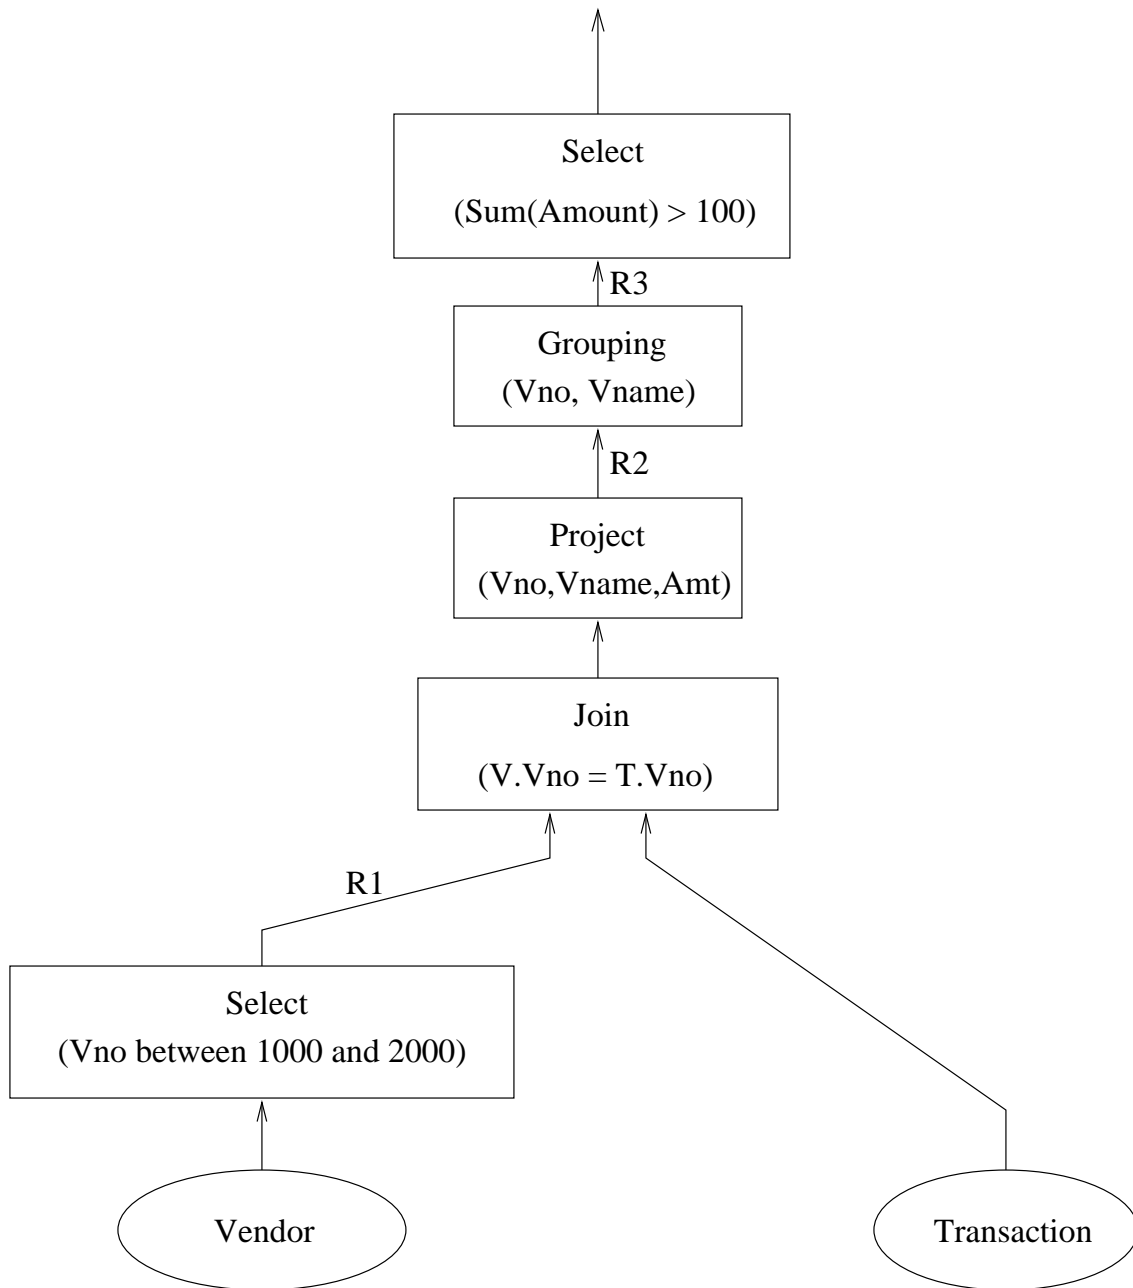 Select
(Sum(Amount) > 100)
R3
Grouping
(Vno, Vname)
R2
Project
(Vno,Vname,Amt)
Join
(V.Vno = T.Vno)
R1
Select
(Vno between 1000 and 2000)
Vendor
Transaction